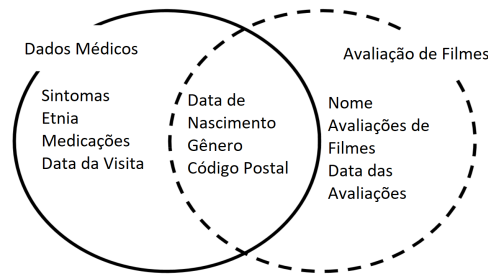 Dados Médicos
Avaliação de Filmes
Sintomas
Etnia
Medicações
Data da Visita
Data de
Nascimento
Gênero
Código Postal
Nome
Avaliações de
Filmes
Data das
Avaliações